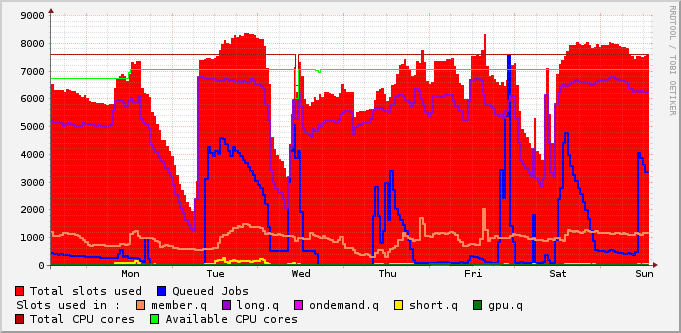 9000
8000
7000
6000
5000
4000
3000
2000
1000
0
Mon Tue Wed Thu Fri Sat Sun
Total slots used Queued Jobs
Slots used in : member.q long.q ondemand.q short.q gpu.q
Total CPU cores Available CPU cores
RRDTOOL / TOBI OETIKER